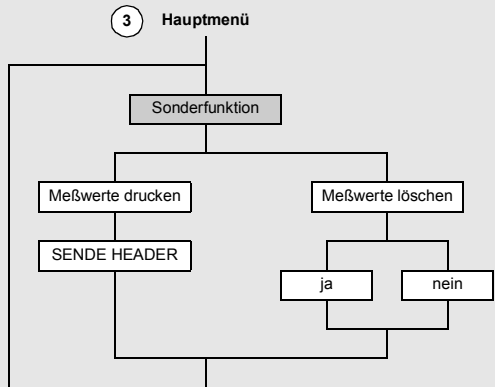 3 Hauptmenü
Sonderfunktion
Meßwerte drucken
Meßwerte löschen
SENDE HEADER
ja
nein